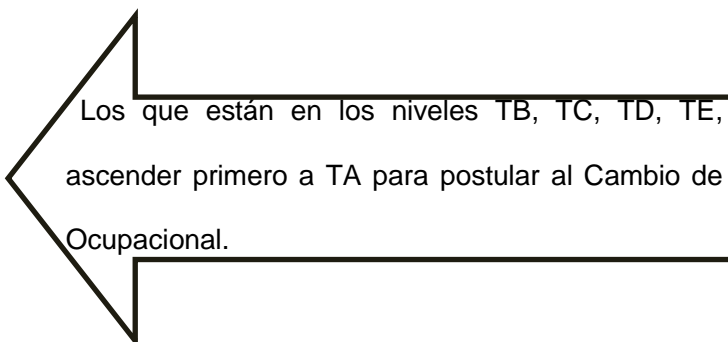 Los que están en los niveles TB, TC, TD, TE,
ascender primero a TA para postular al Cambio de
Ocupacional.